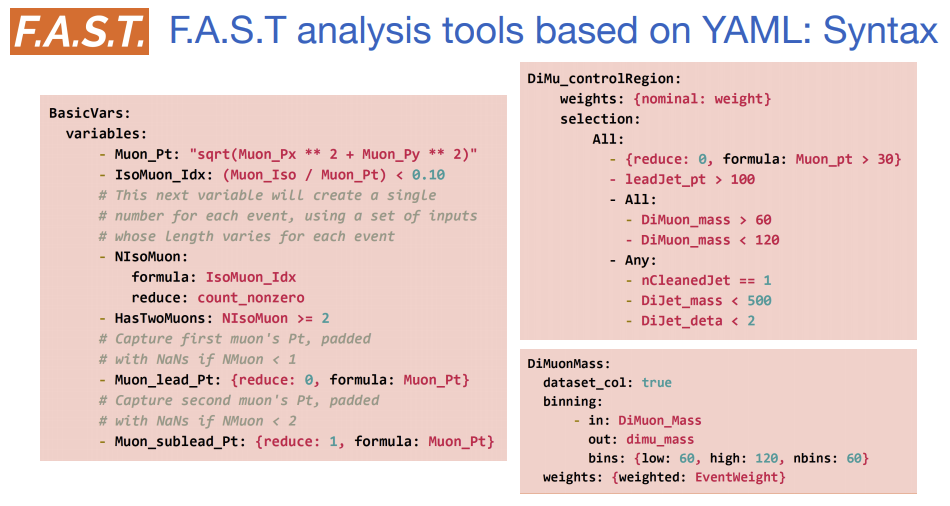 F.A.S.T.
F.A.S.T analysis tools based on YAML: Syntax
BasicVars:
  variables:
      - Muon_Pt: "sqrt(Muon_Px ** 2 + Muon_Py ** 2)"
      - IsoMuon_Idx: (Muon_Iso / Muon_Pt) < 0.10
      # This next variable will create a single
      # number for each event, using a set of inputs
      # whose length varies for each event
      - NIsoMuon:
          formula: IsoMuon_Idx
          reduce: count_nonzero
      - HasTwoMuons: NIsoMuon >= 2
      # Capture first muon's Pt, padded
      # with NaNs if NMuon < 1
      - Muon_lead_Pt: {reduce: 0, formula: Muon_Pt}
      # Capture second muon's Pt, padded
      # with NaNs if NMuon < 2
      - Muon_sublead_Pt: {reduce: 1, formula: Muon_Pt}
DiMu_controlRegion:
    weights: {nominal: weight}
    selection:
        All:
          - {reduce: 0, formula: Muon_pt > 30}
          - leadJet_pt > 100
          - All:
            - DiMuon_mass > 60
            - DiMuon_mass < 120
          - Any:
            - nCleanedJet == 1
            - DiJet_mass < 500
            - DiJet_deta < 2
DiMuonMass:
  dataset_col: true
  binning:
      - in: DiMuon_Mass
        out: dimu_mass
        bins: {low: 60, high: 120, nbins: 60}
  weights: {weighted: EventWeight}